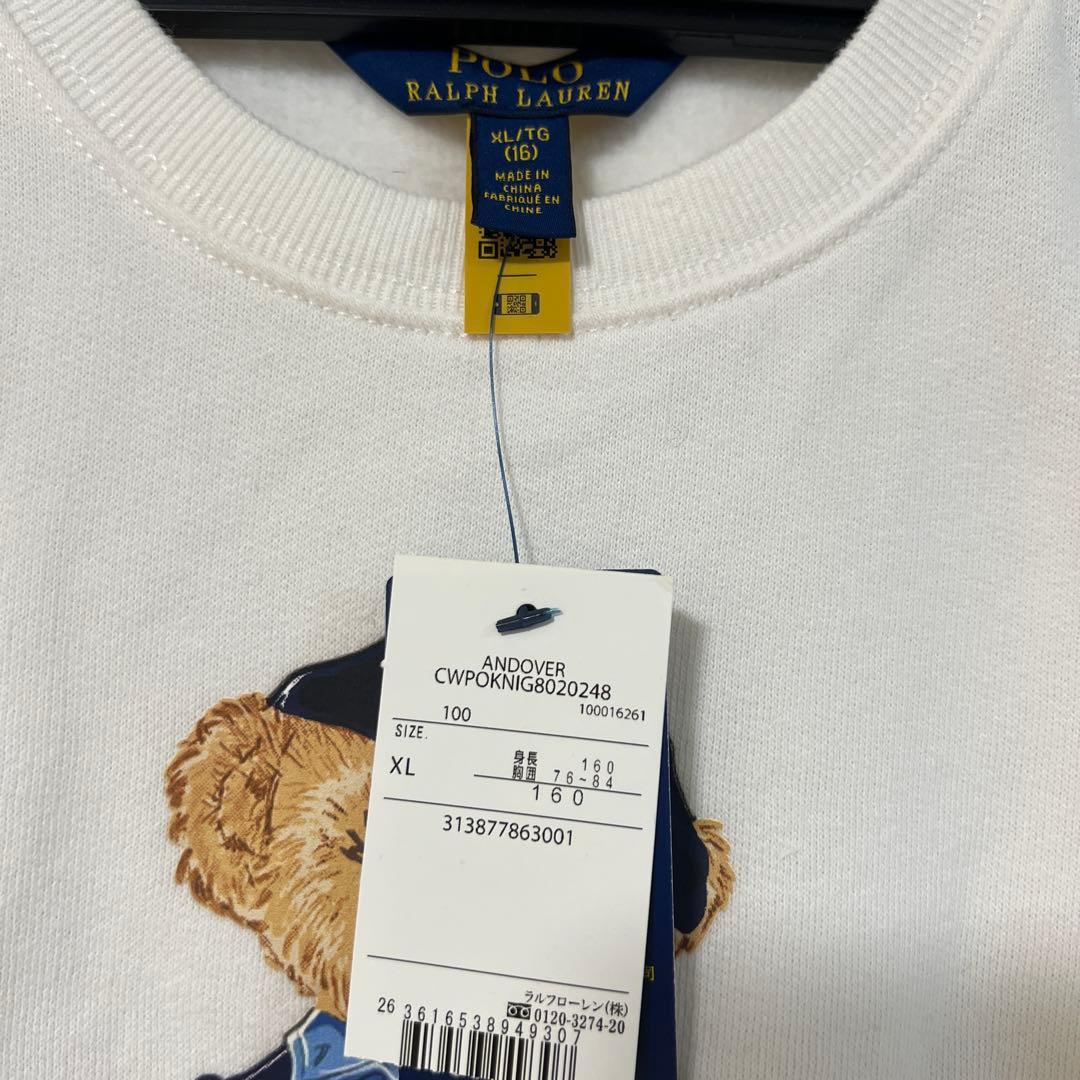 POLO
RALPH LAUREN
XL/TG
(16)
MADE IN
CHINA
FABRIQUÉ EN
CHINE
ANDOVER
CWPOKNIG8020248
100 100016261
SIZE.
XL 身長 160
胸囲 76~84
160
313877863001
司
ラルフローレン(株)
0120-3274-20
26 3616538949307